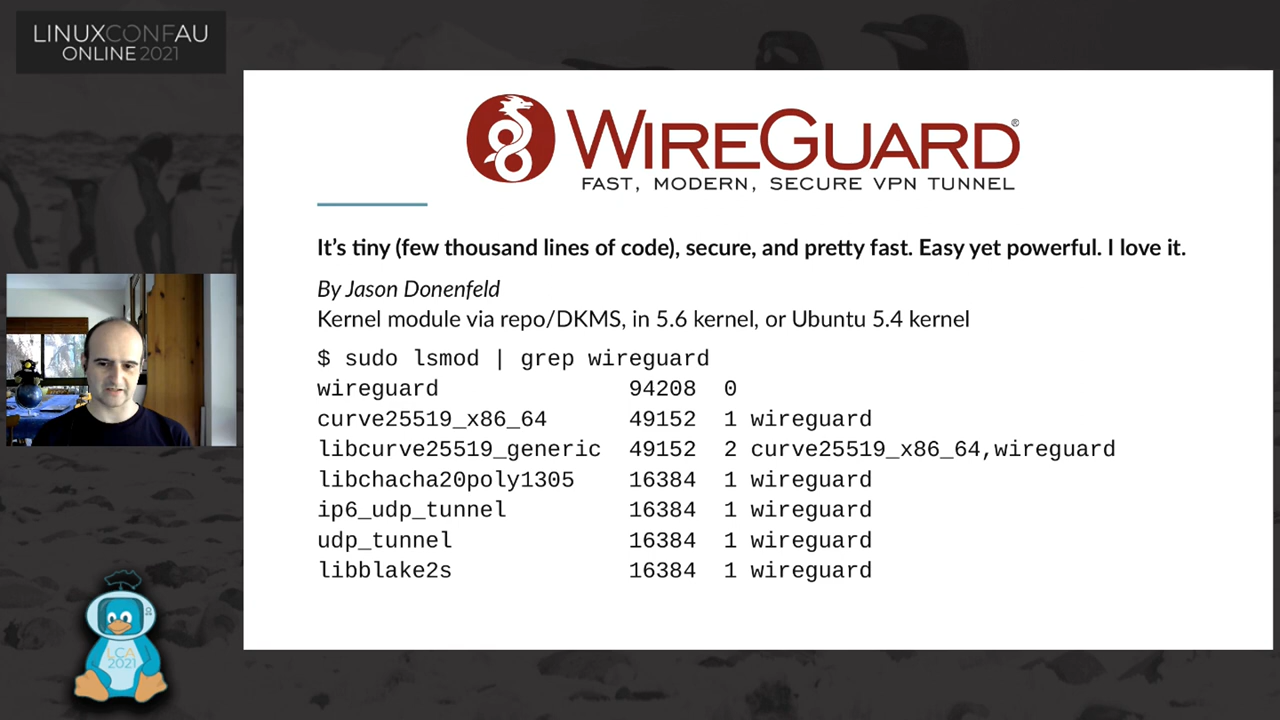 LINUXCONFAU
ONLINE2021
WIREGUARD®
FAST, MODERN, SECURE VPN TUNNEL
It's tiny (few thousand lines of code), secure, and pretty fast. Easy yet powerful. I love it.
By Jason Donenfeld
Kernel module via repo/DKMS, in 5.6 kernel, or Ubuntu 5.4 kernel
$ sudo lsmod | grep wireguard
wireguard 94208 0
curve25519_x86_64 49152 1 wireguard
libcurve25519_generic 49152 2 curve25519_x86_64,wireguard
libchacha20poly1305 16384 1 wireguard
ip6_udp_tunnel 16384 1 wireguard
udp_tunnel 16384 1 wireguard
libblake2s 16384 1 wireguard
LCA
2021